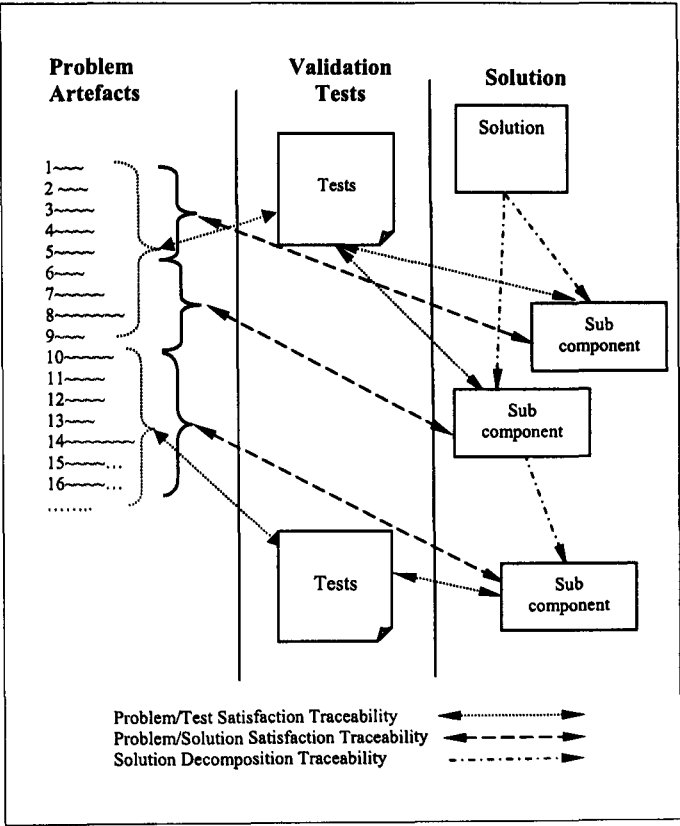 Problem
Artefacts
Validation
Tests
Solution
1
2
3
4
5
6
7
8
9
10
11
12
13
14
15 ...
16 ...
........
Tests
Solution
Sub
component
Sub
component
Tests
Sub
component
Problem/Test Satisfaction Traceability
Problem/Solution Satisfaction Traceability
Solution Decomposition Traceability